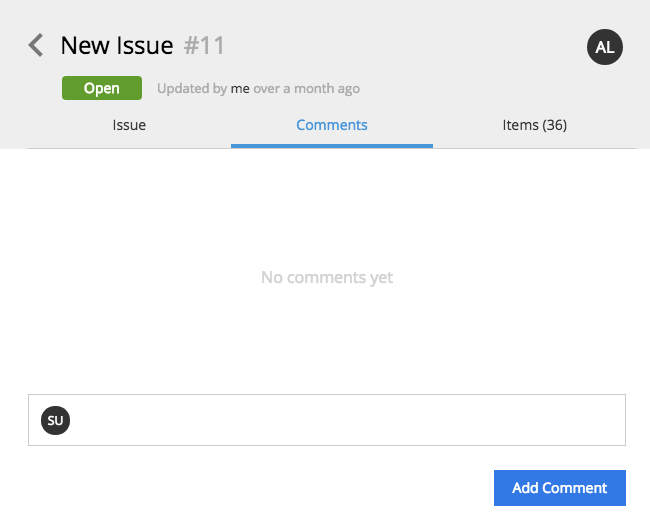 New Issue #11
AL
Open Updated by me over a month ago
Issue Comments Items (36)
No comments yet
SU
Add Comment